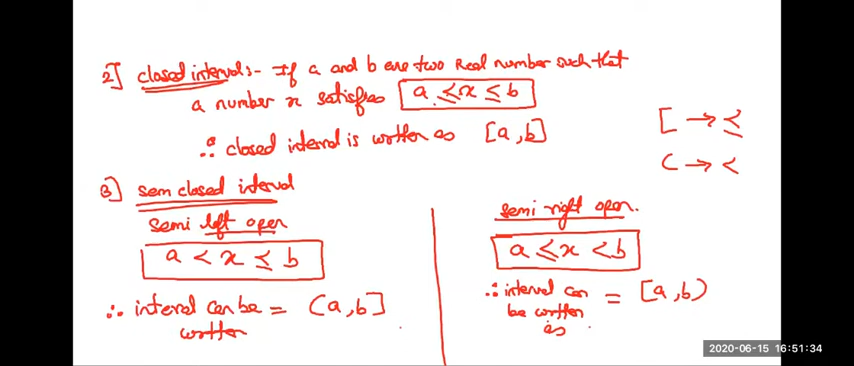 2] closed interval:- If a and b are two Real number such that
a number x satisfies a ≤ x ≤ b
∴ closed interval is written as [a, b]
[ → ≤
( → <
3] semi closed interval
semi left open
a < x ≤ b
∴ interval can be = (a, b]
written
semi right open.
a ≤ x < b
∴ interval can = [a, b)
be written
as
2020-06-15 16:51:34